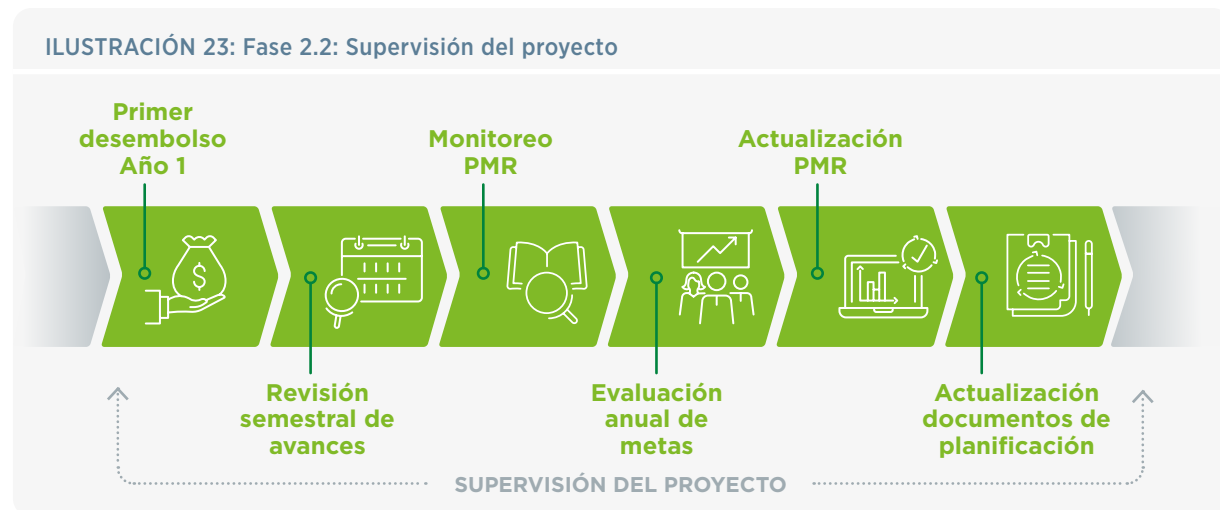 ILUSTRACIÓN 23: Fase 2.2: Supervisión del proyecto
Primer
desembolso
Año 1
Monitoreo
PMR
Actualización
PMR
$
Revisión
semestral de
avances
Evaluación
anual de
metas
Actualización
documentos de
planificación
SUPERVISIÓN DEL PROYECTO